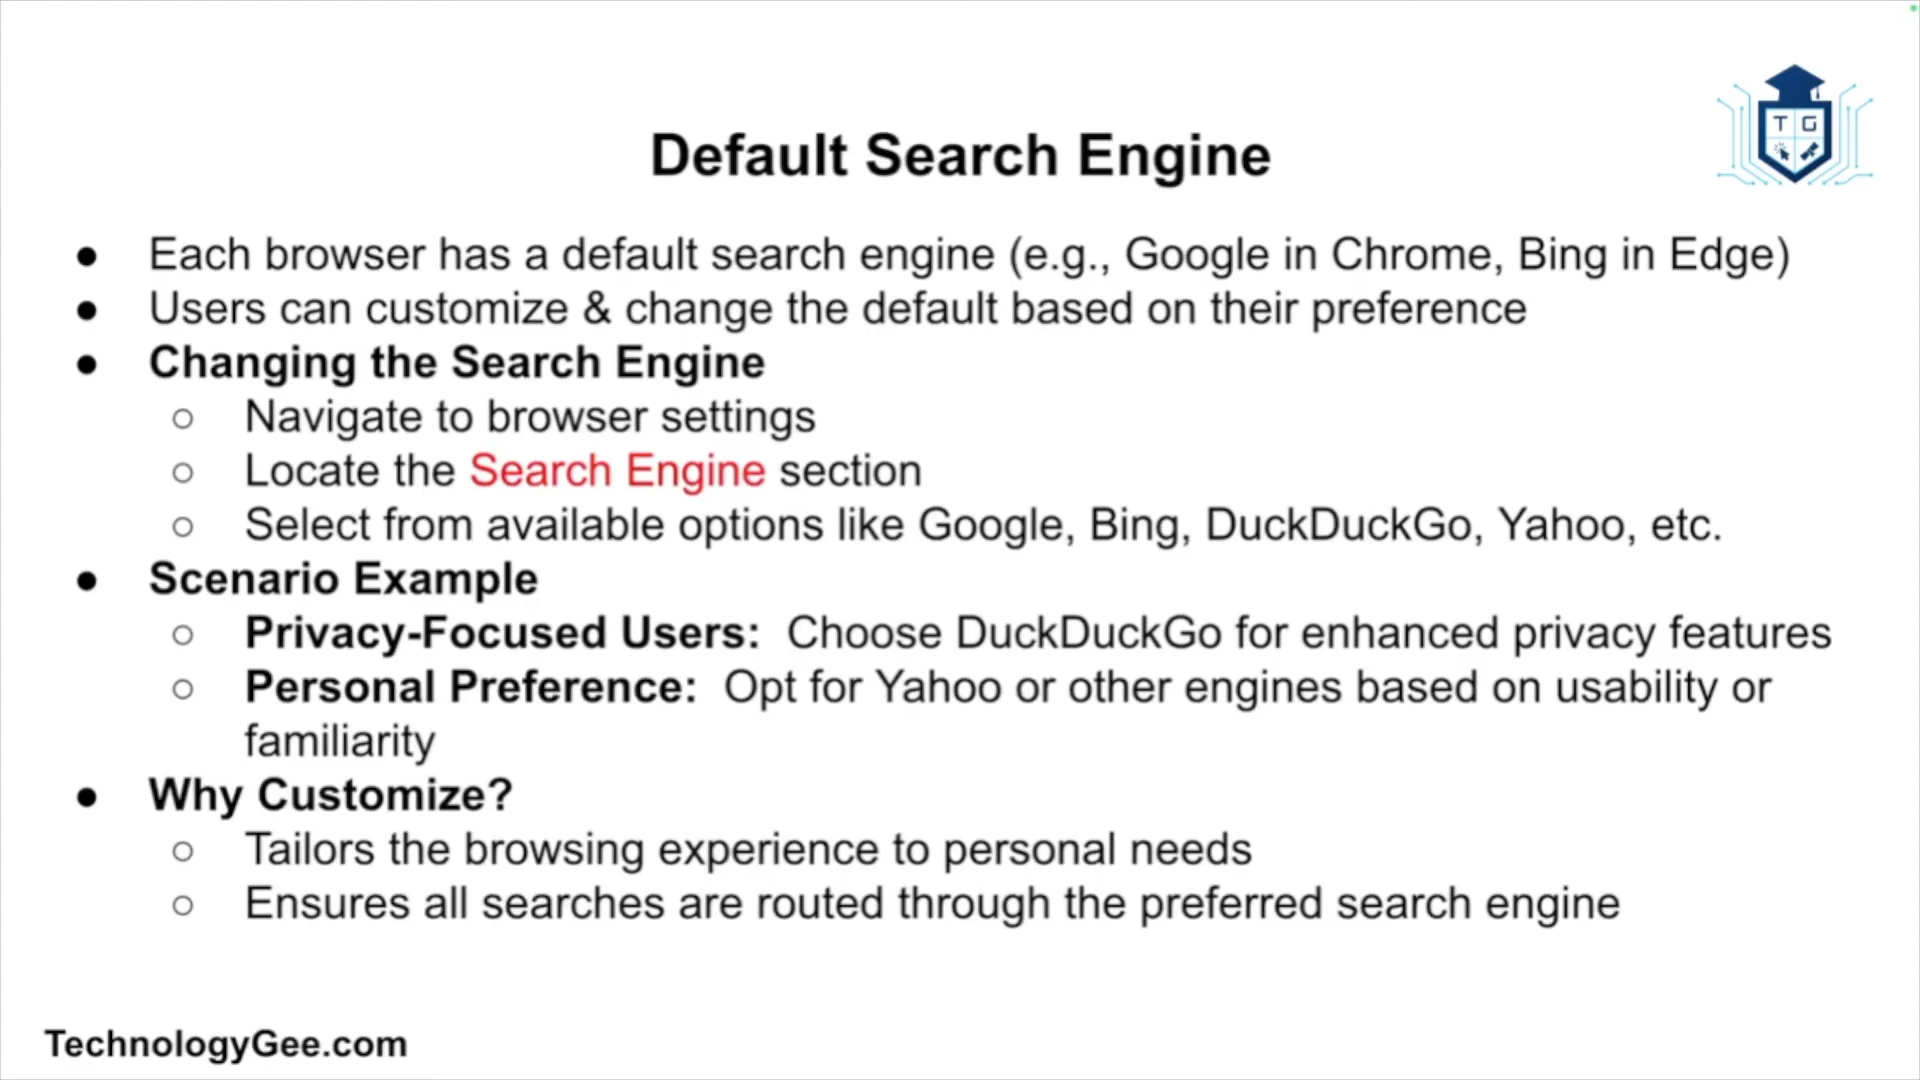 T G
Default Search Engine
● Each browser has a default search engine (e.g., Google in Chrome, Bing in Edge)
● Users can customize & change the default based on their preference
● Changing the Search Engine
○ Navigate to browser settings
○ Locate the Search Engine section
○ Select from available options like Google, Bing, DuckDuckGo, Yahoo, etc.
● Scenario Example
○ Privacy-Focused Users: Choose DuckDuckGo for enhanced privacy features
○ Personal Preference: Opt for Yahoo or other engines based on usability or
familiarity
● Why Customize?
○ Tailors the browsing experience to personal needs
○ Ensures all searches are routed through the preferred search engine
TechnologyGee.com